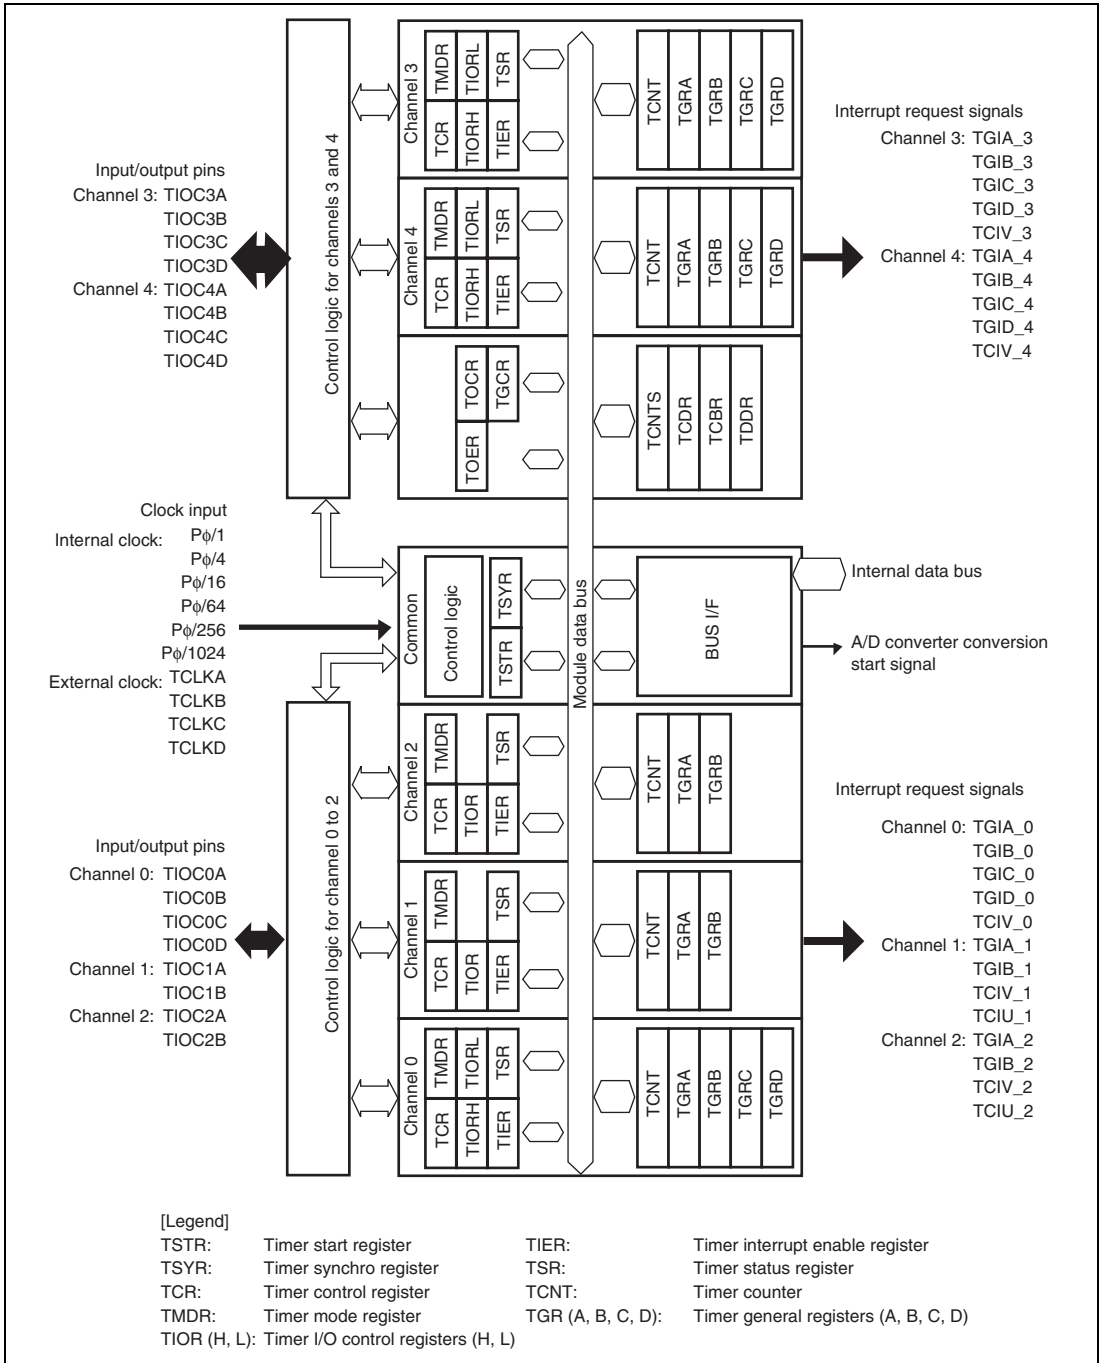 Input/output pins
Channel 3: TIOC3A
TIOC3B
TIOC3C
TIOC3D
Channel 4: TIOC4A
TIOC4B
TIOC4C
TIOC4D
Clock input
Internal clock: Pϕ/1
Pϕ/4
Pϕ/16
Pϕ/64
Pϕ/256
Pϕ/1024
External clock: TCLKA
TCLKB
TCLKC
TCLKD
Input/output pins
Channel 0: TIOC0A
TIOC0B
TIOC0C
TIOC0D
Channel 1: TIOC1A
TIOC1B
Channel 2: TIOC2A
TIOC2B
Control logic for channels 3 and 4
Control logic for channel 0 to 2
Channel 3
TMDR
TIORL
TSR
TCR
TIORH
TIER
TCNT
TGRA
TGRB
TGRC
TGRD
Channel 4
TMDR
TIORL
TSR
TCR
TIORH
TIER
TCNT
TGRA
TGRB
TGRC
TGRD
TOCR
TGCR
TOER
TCNTS
TCDR
TCBR
TDDR
Common
Control logic
TSYR
TSTR
Module data bus
BUS I/F
Channel 2
TMDR
TSR
TCR
TIOR
TIER
TCNT
TGRA
TGRB
Channel 1
TMDR
TSR
TCR
TIOR
TIER
TCNT
TGRA
TGRB
Channel 0
TMDR
TIORL
TSR
TCR
TIORH
TIER
TCNT
TGRA
TGRB
TGRC
TGRD
Interrupt request signals
Channel 3: TGIA_3
TGIB_3
TGIC_3
TGID_3
TCIV_3
Channel 4: TGIA_4
TGIB_4
TGIC_4
TGID_4
TCIV_4
Internal data bus
A/D converter conversion
start signal
Interrupt request signals
Channel 0: TGIA_0
TGIB_0
TGIC_0
TGID_0
TCIV_0
Channel 1: TGIA_1
TGIB_1
TCIV_1
TCIU_1
Channel 2: TGIA_2
TGIB_2
TCIV_2
TCIU_2
[Legend]
TSTR: Timer start register
TSYR: Timer synchro register
TCR: Timer control register
TMDR: Timer mode register
TIOR (H, L): Timer I/O control registers (H, L)
TIER: Timer interrupt enable register
TSR: Timer status register
TCNT: Timer counter
TGR (A, B, C, D): Timer general registers (A, B, C, D)